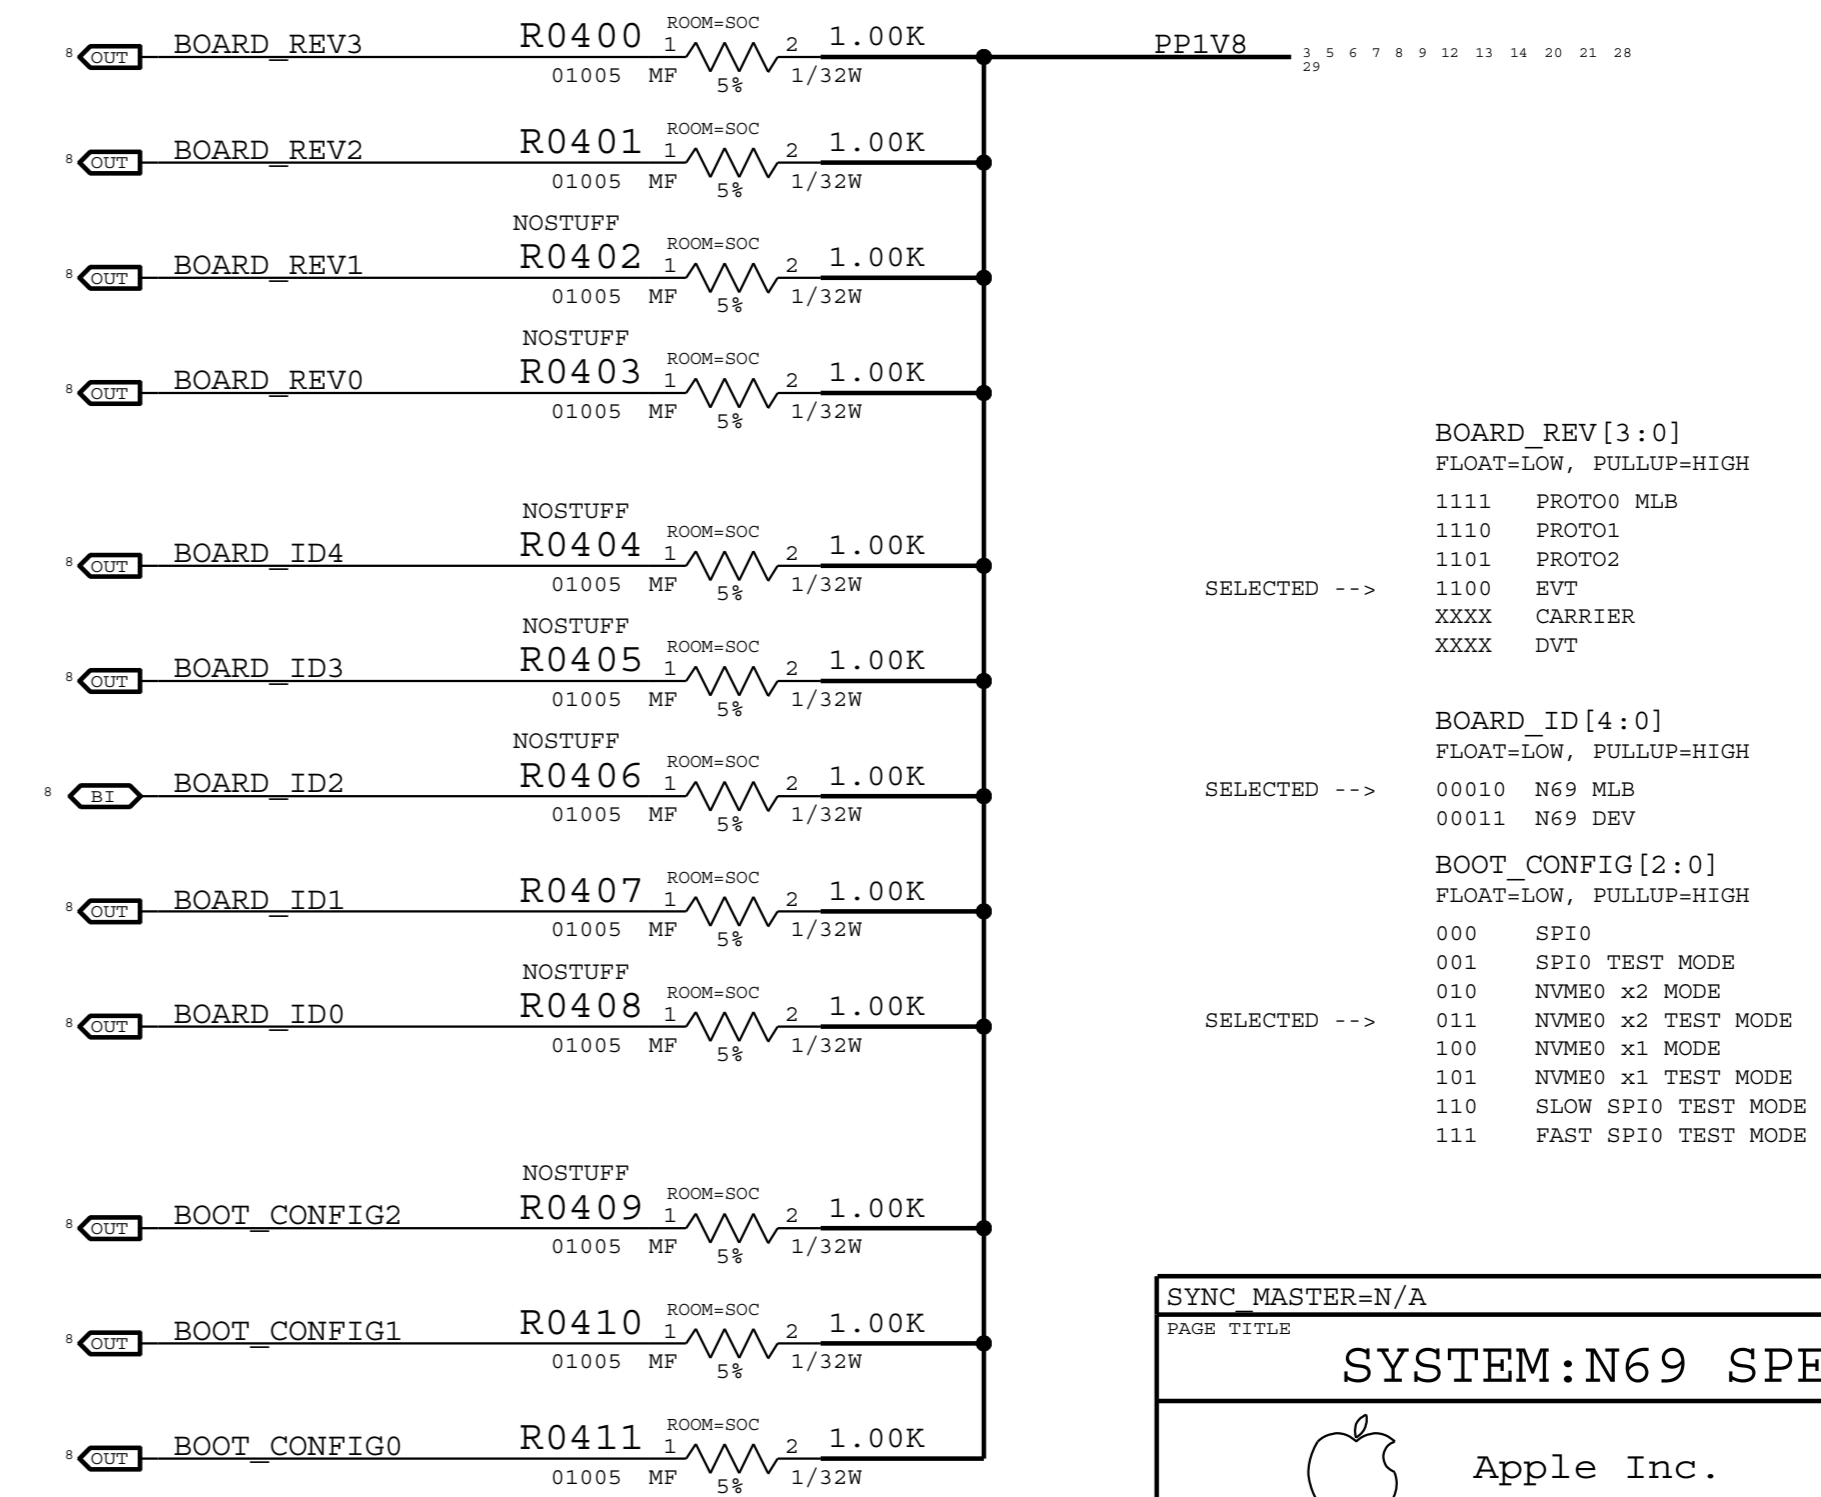 8 OUT BOARD_REV3 R0400 ROOM=SOC 1 2 1.00K
01005 MF 5% 1/32W
PP1V8 3 5 6 7 8 9 12 13 14 20 21 28
29
8 OUT BOARD_REV2 R0401 ROOM=SOC 1 2 1.00K
01005 MF 5% 1/32W
NOSTUFF
8 OUT BOARD_REV1 R0402 ROOM=SOC 1 2 1.00K
01005 MF 5% 1/32W
NOSTUFF
8 OUT BOARD_REV0 R0403 ROOM=SOC 1 2 1.00K
01005 MF 5% 1/32W
NOSTUFF
8 OUT BOARD_ID4 R0404 ROOM=SOC 1 2 1.00K
01005 MF 5% 1/32W
NOSTUFF
8 OUT BOARD_ID3 R0405 ROOM=SOC 1 2 1.00K
01005 MF 5% 1/32W
NOSTUFF
8 BI BOARD_ID2 R0406 ROOM=SOC 1 2 1.00K
01005 MF 5% 1/32W
8 OUT BOARD_ID1 R0407 ROOM=SOC 1 2 1.00K
01005 MF 5% 1/32W
NOSTUFF
8 OUT BOARD_ID0 R0408 ROOM=SOC 1 2 1.00K
01005 MF 5% 1/32W
NOSTUFF
8 OUT BOOT_CONFIG2 R0409 ROOM=SOC 1 2 1.00K
01005 MF 5% 1/32W
8 OUT BOOT_CONFIG1 R0410 ROOM=SOC 1 2 1.00K
01005 MF 5% 1/32W
8 OUT BOOT_CONFIG0 R0411 ROOM=SOC 1 2 1.00K
01005 MF 5% 1/32W
BOARD_REV[3:0]
FLOAT=LOW, PULLUP=HIGH
1111 PROTO0 MLB
1110 PROTO1
1101 PROTO2
SELECTED --> 1100 EVT
XXXX CARRIER
XXXX DVT
BOARD_ID[4:0]
FLOAT=LOW, PULLUP=HIGH
SELECTED --> 00010 N69 MLB
00011 N69 DEV
BOOT_CONFIG[2:0]
FLOAT=LOW, PULLUP=HIGH
000 SPI0
001 SPI0 TEST MODE
010 NVME0 x2 MODE
SELECTED --> 011 NVME0 x2 TEST MODE
100 NVME0 x1 MODE
101 NVME0 x1 TEST MODE
110 SLOW SPI0 TEST MODE
111 FAST SPI0 TEST MODE
SYNC_MASTER=N/A
PAGE TITLE
SYSTEM:N69 SPE
Apple Inc.